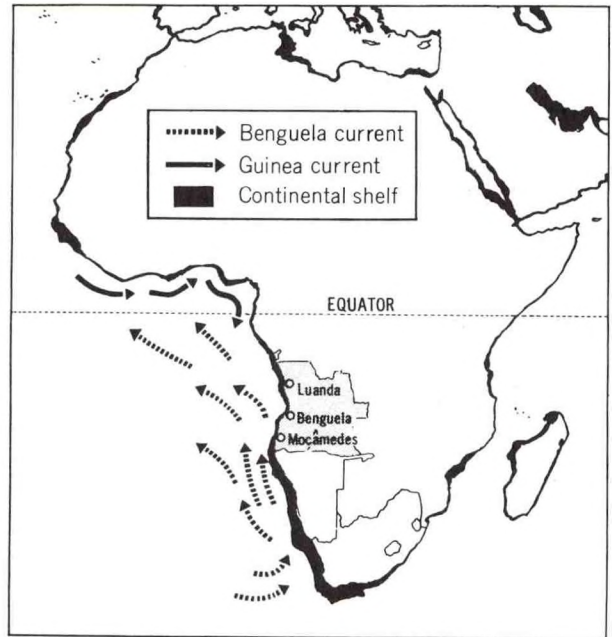 Benguela current
Guinea current
Continental shelf
EQUATOR
Luanda
Benguela
Moçâmedes